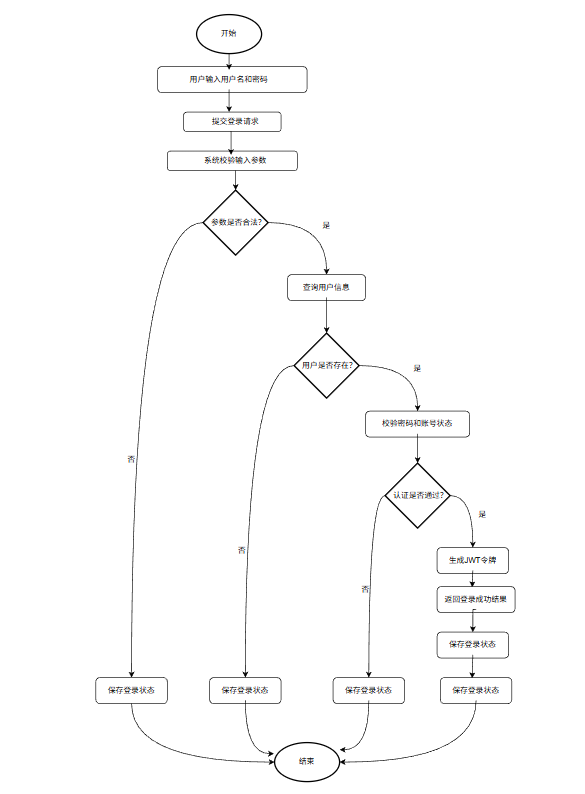 开始
用户输入用户名和密码
提交登录请求
系统校验输入参数
参数是否合法?
是
查询用户信息
用户是否存在?
是
校验密码和账号状态
否
认证是否通过?
是
否
生成JWT令牌
否
返回登录成功结果
保存登录状态
保存登录状态
保存登录状态
保存登录状态
保存登录状态
结束